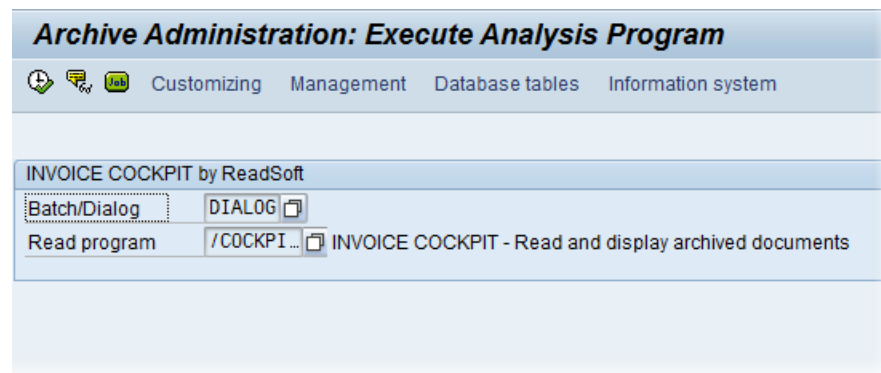 Archive Administration: Execute Analysis Program
Job Customizing Management Database tables Information system
INVOICE COCKPIT by ReadSoft
Batch/Dialog DIALOG
Read program /COCKPI… INVOICE COCKPIT - Read and display archived documents